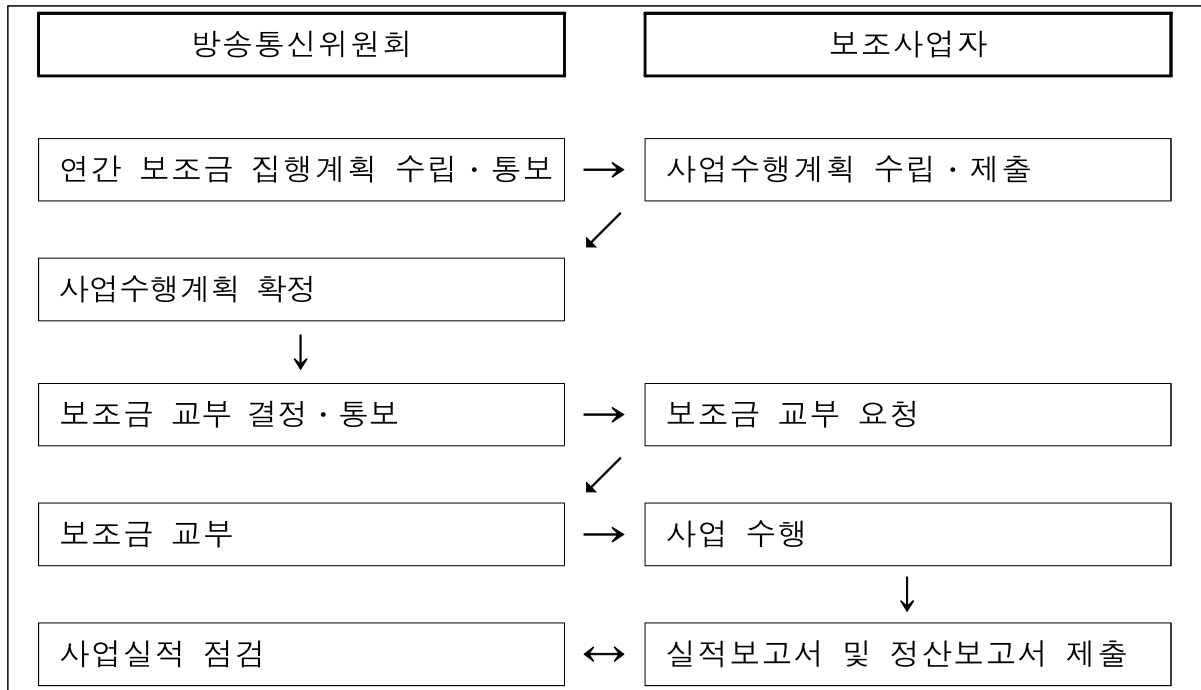 방송통신위원회
보조사업자
연간 보조금 집행계획 수립・통보
사업수행계획 수립・제출
사업수행계획 확정
보조금 교부 결정・통보
보조금 교부 요청
보조금 교부
사업 수행
사업실적 점검
실적보고서 및 정산보고서 제출